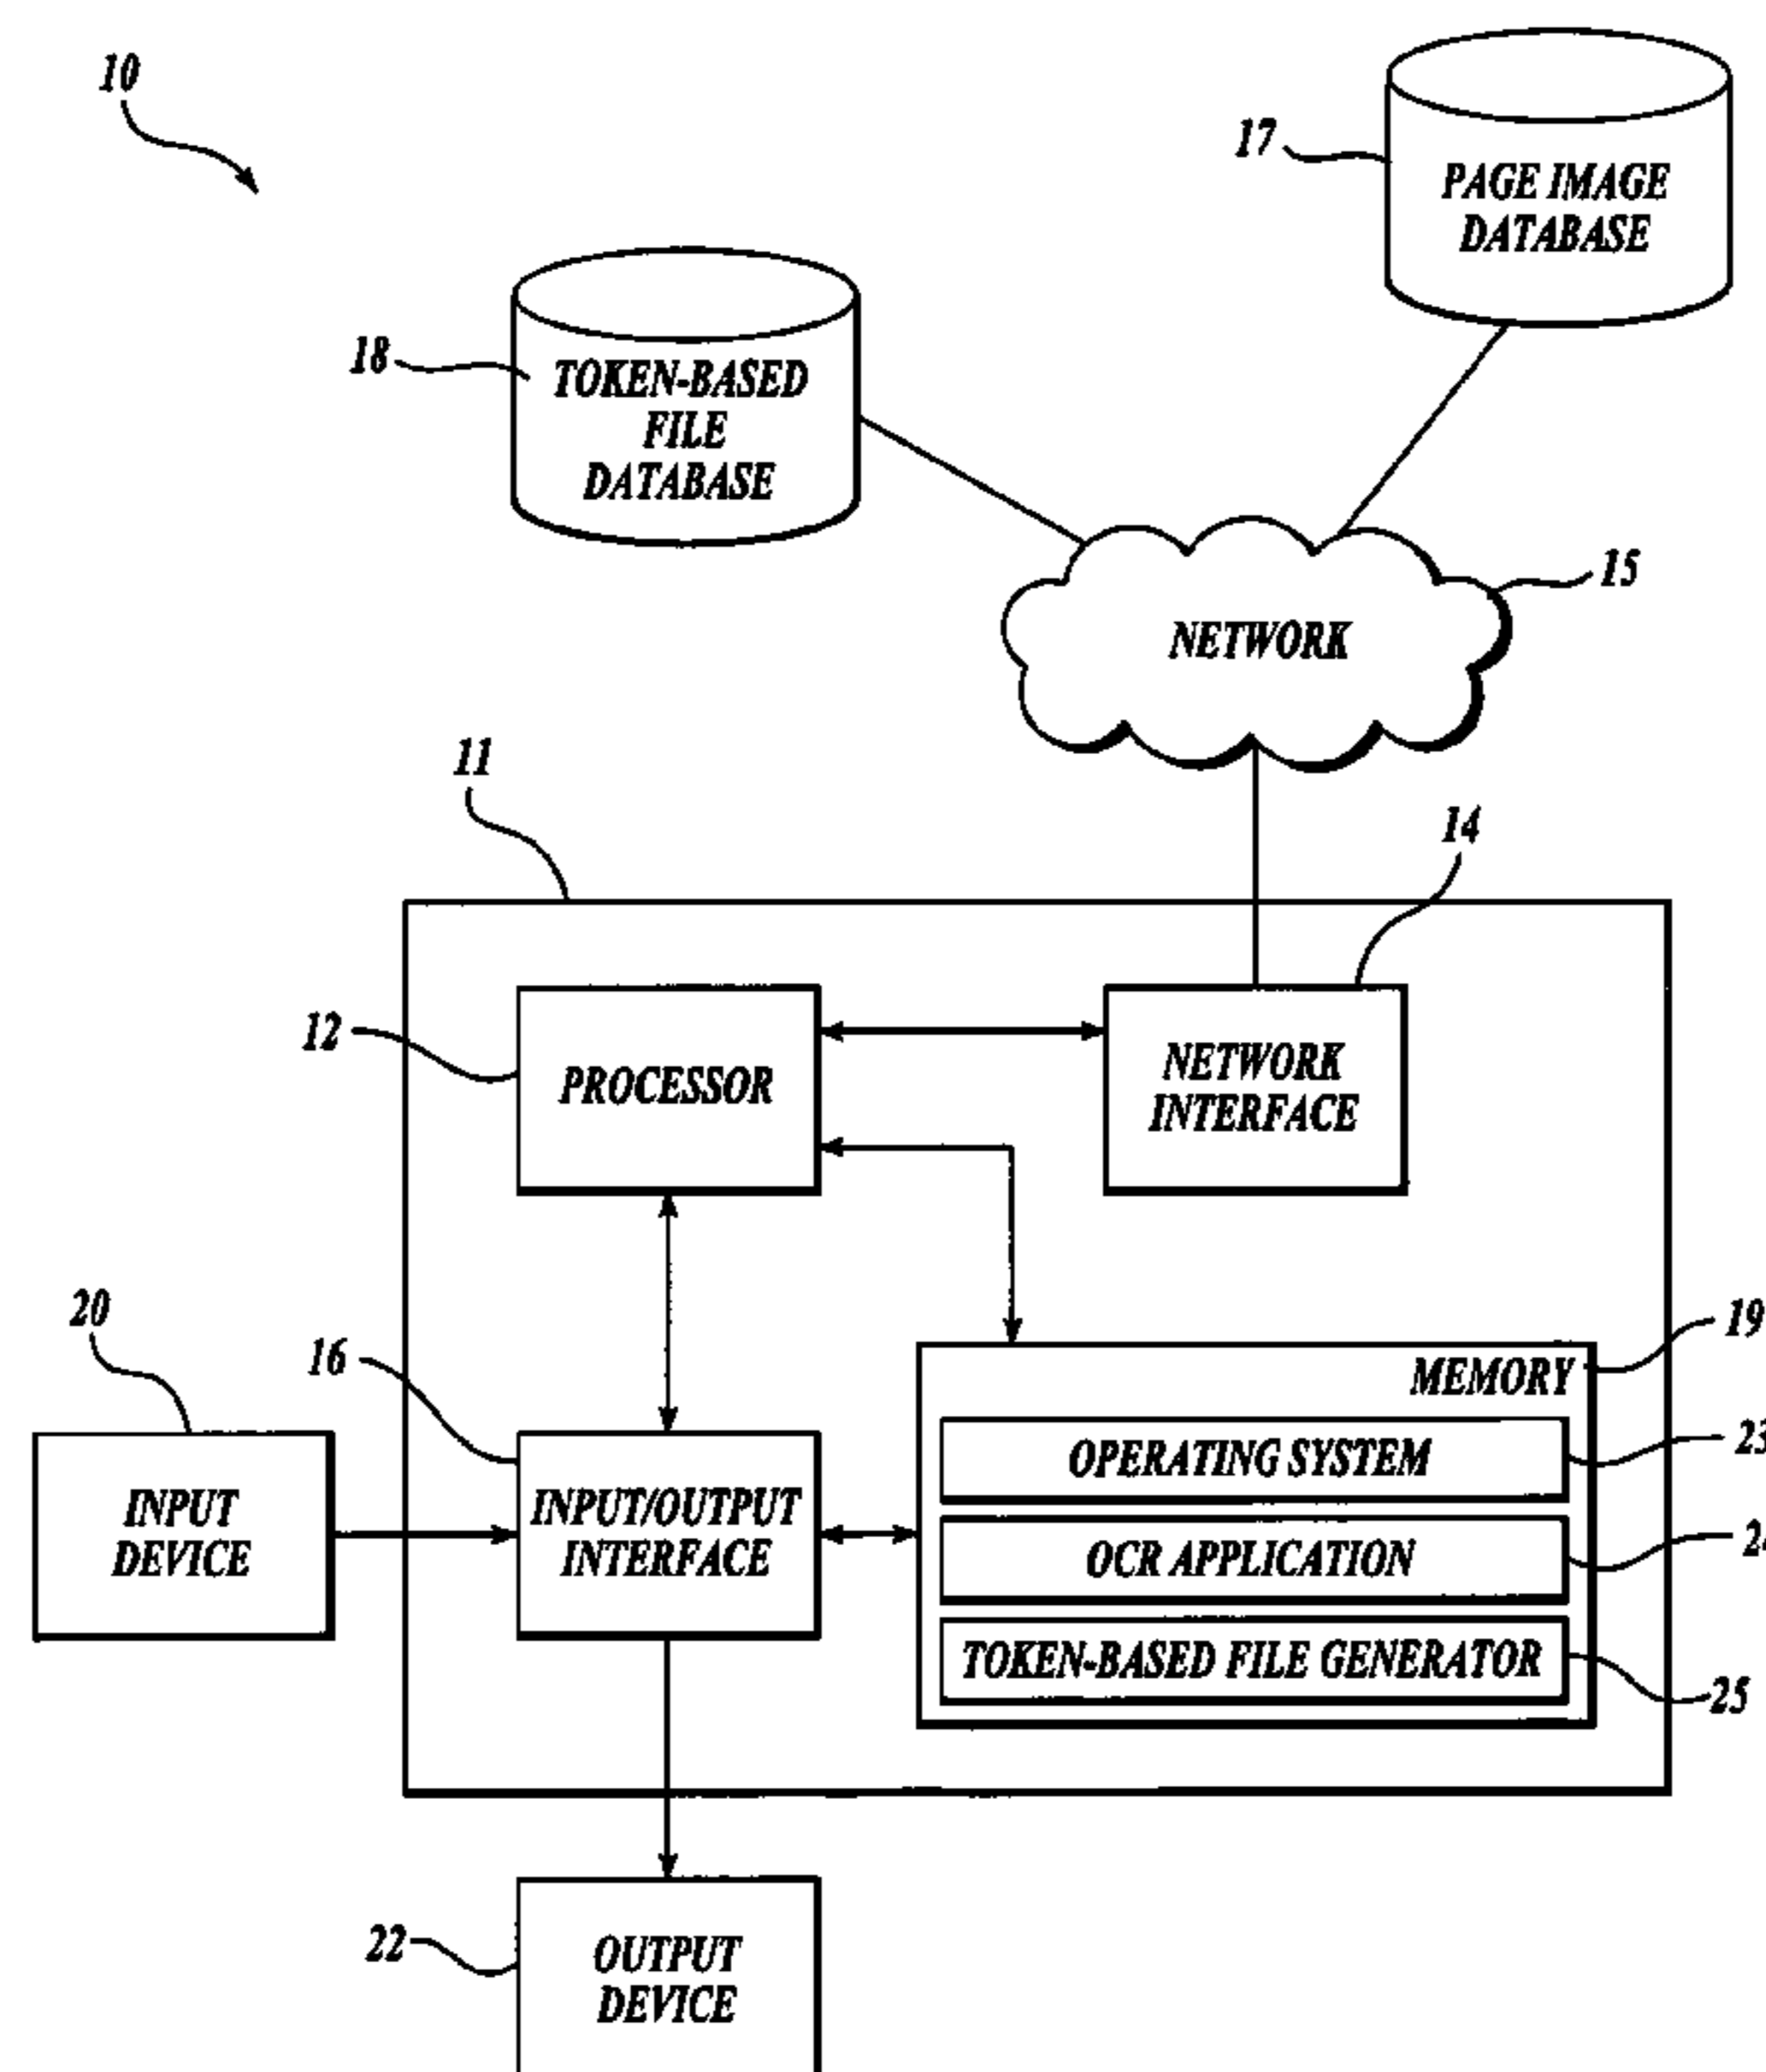 10
17
PAGE IMAGE
DATABASE
18
TOKEN-BASED
FILE
DATABASE
15
NETWORK
11
14
12
PROCESSOR
NETWORK
INTERFACE
20
16
19
MEMORY
INPUT
DEVICE
INPUT/OUTPUT
INTERFACE
OPERATING SYSTEM
23
OCR APPLICATION
TOKEN-BASED FILE GENERATOR
25
22
OUTPUT
DEVICE